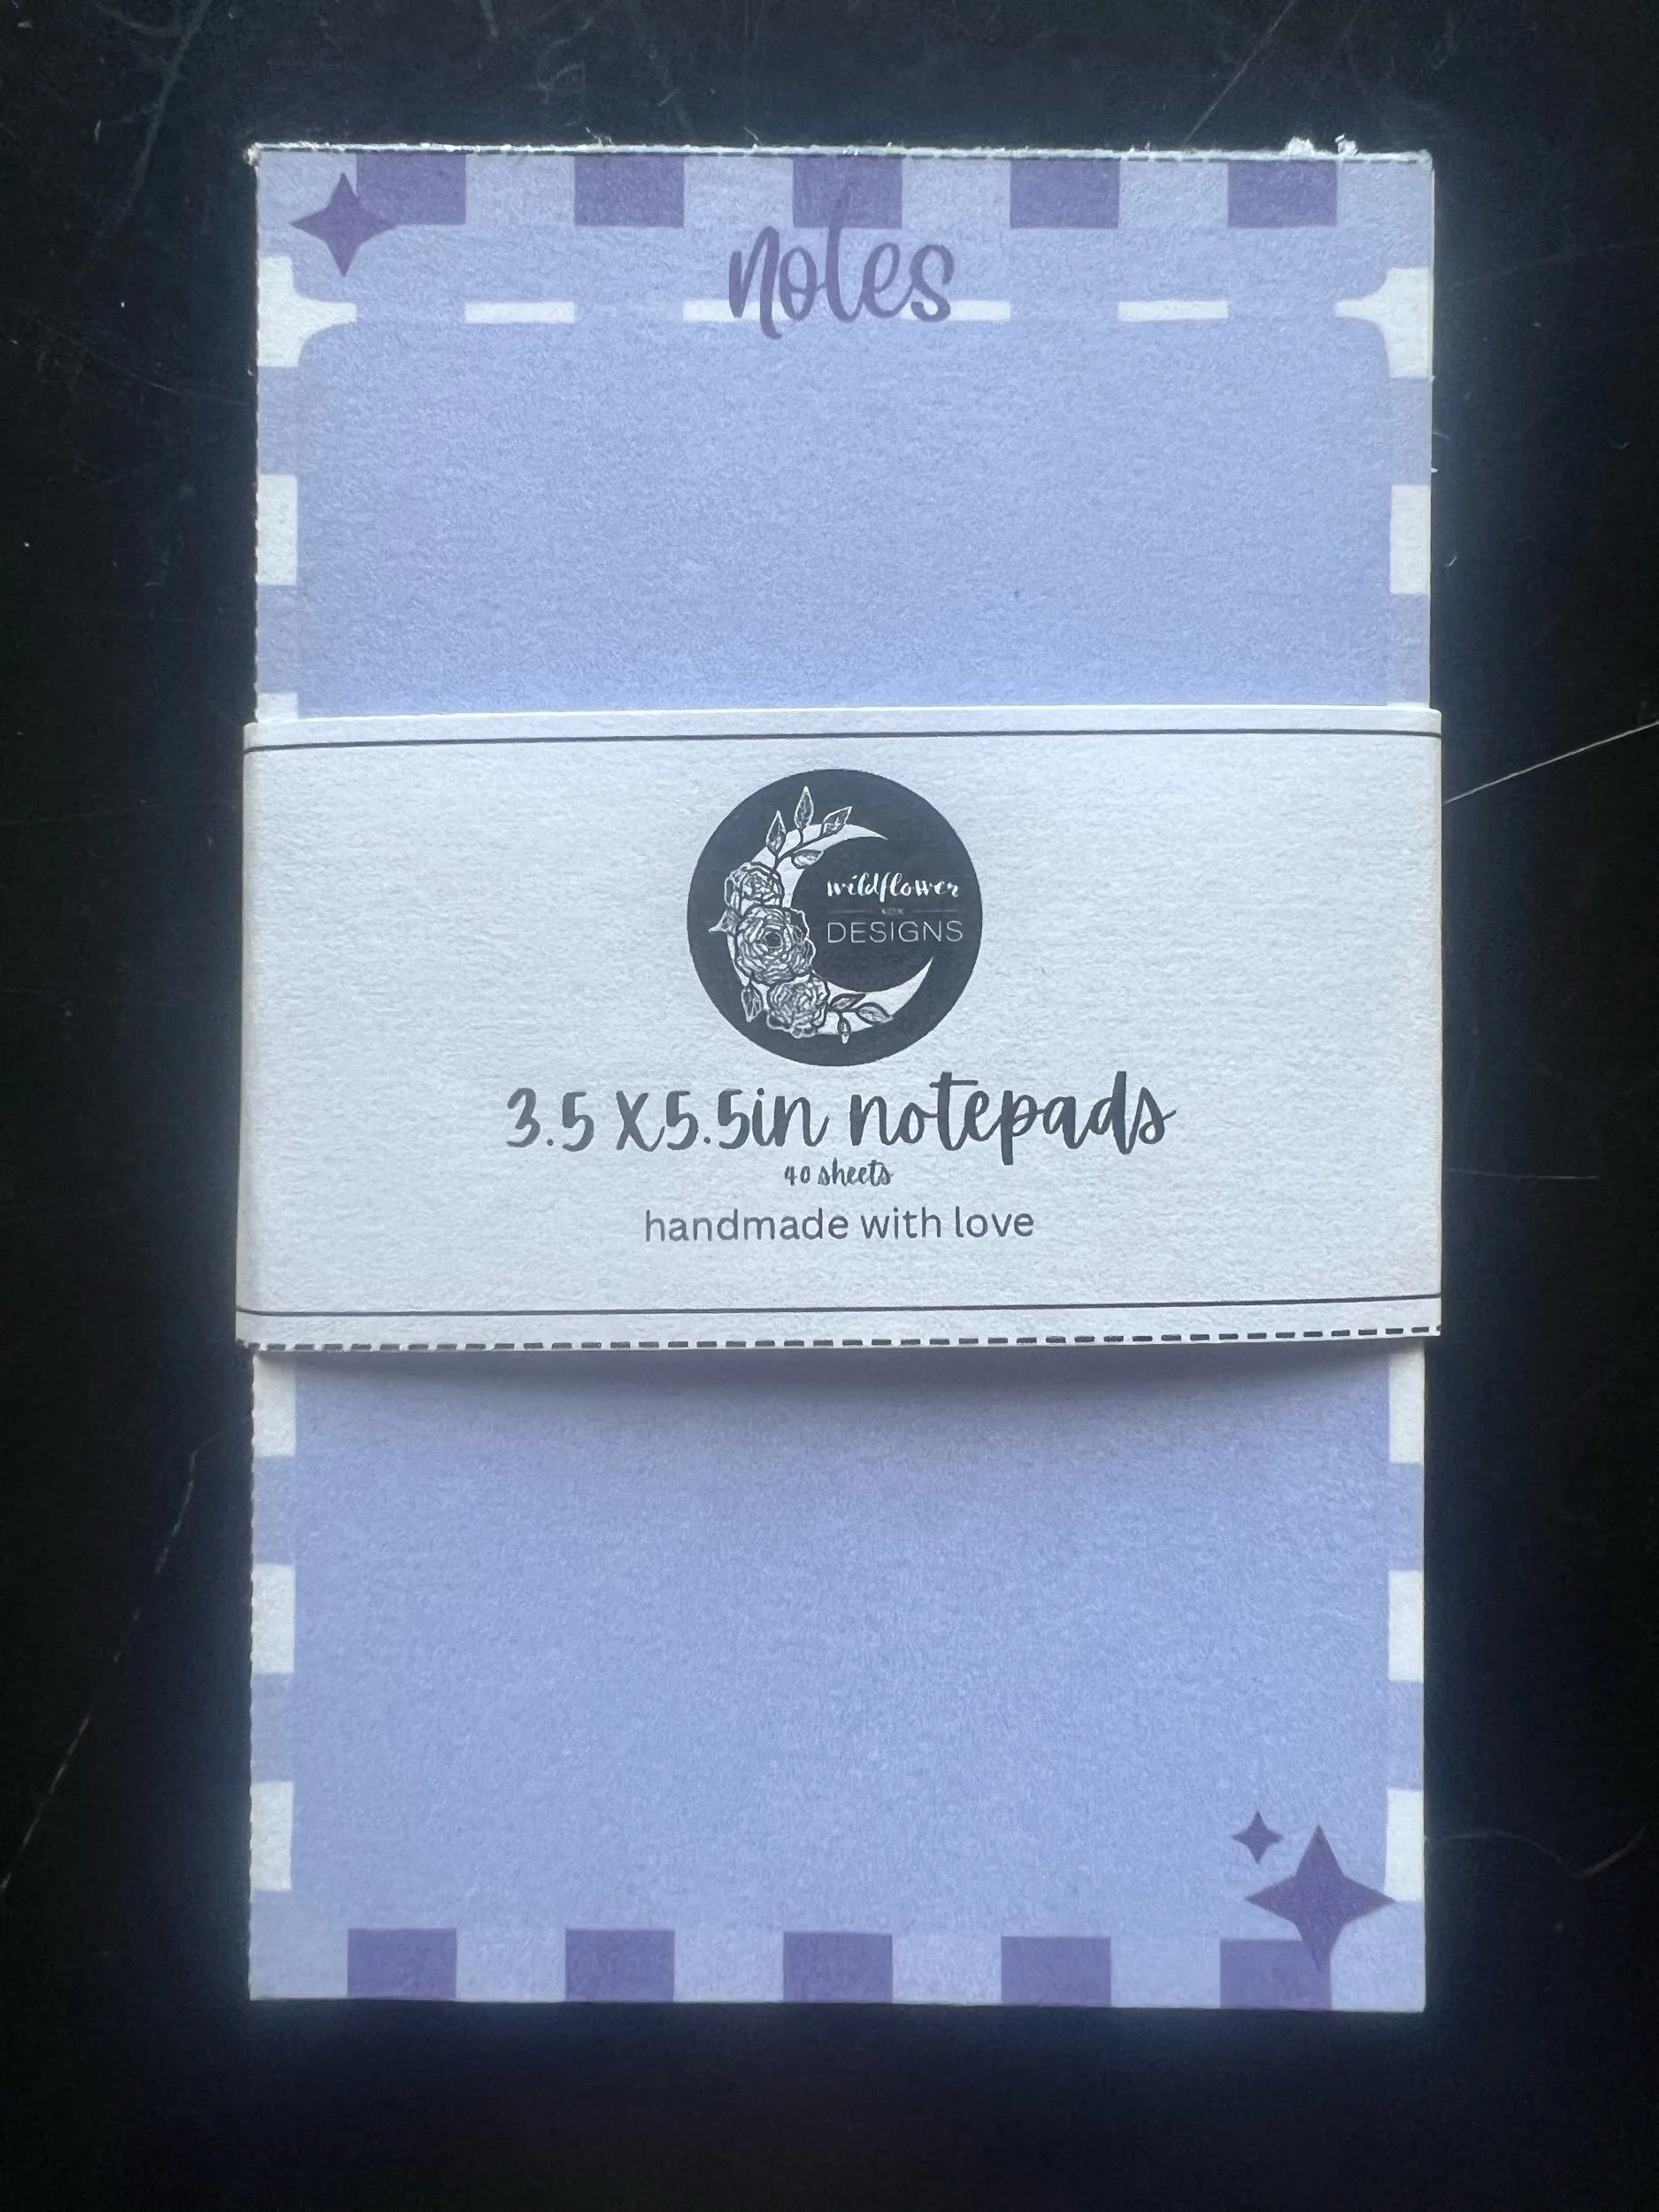 notes
wildflower
DESIGNS
3.5 X 5.5in notepads
40 sheets
handmade with love